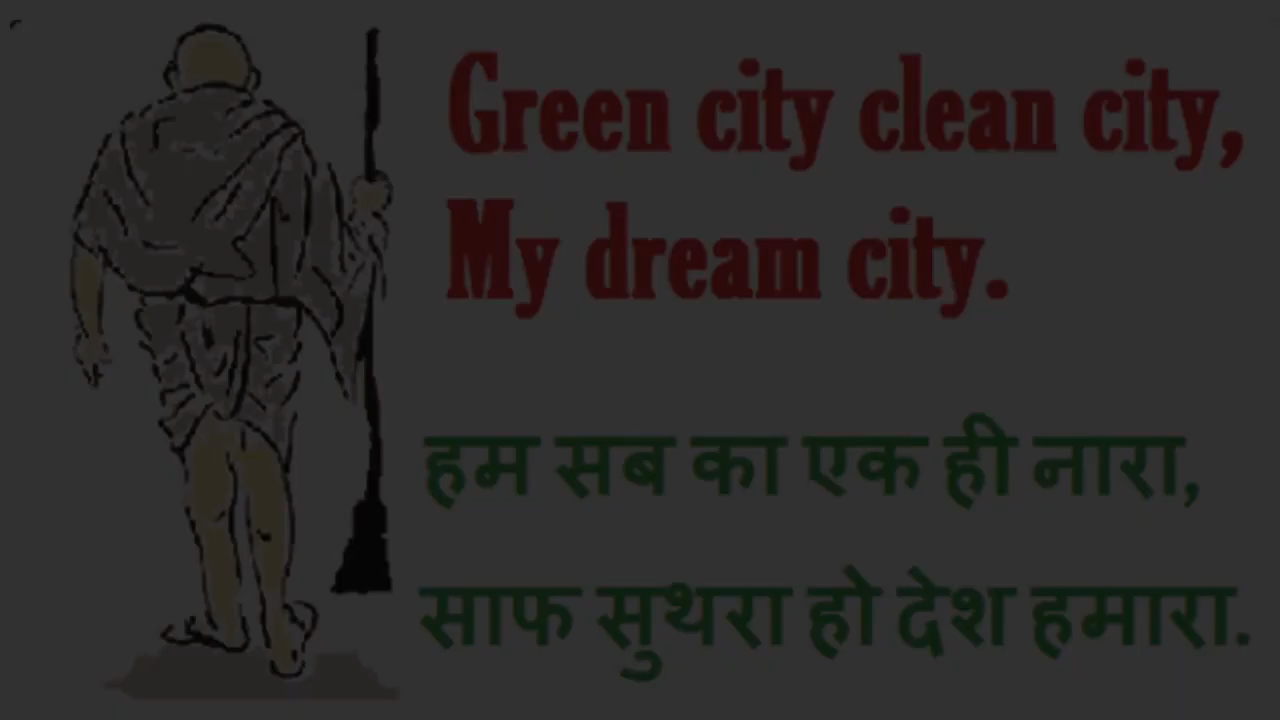 Green city clean city,
My dream city.
हम सब का एक ही नारा,
साफ सुथरा हो देश हमारा.